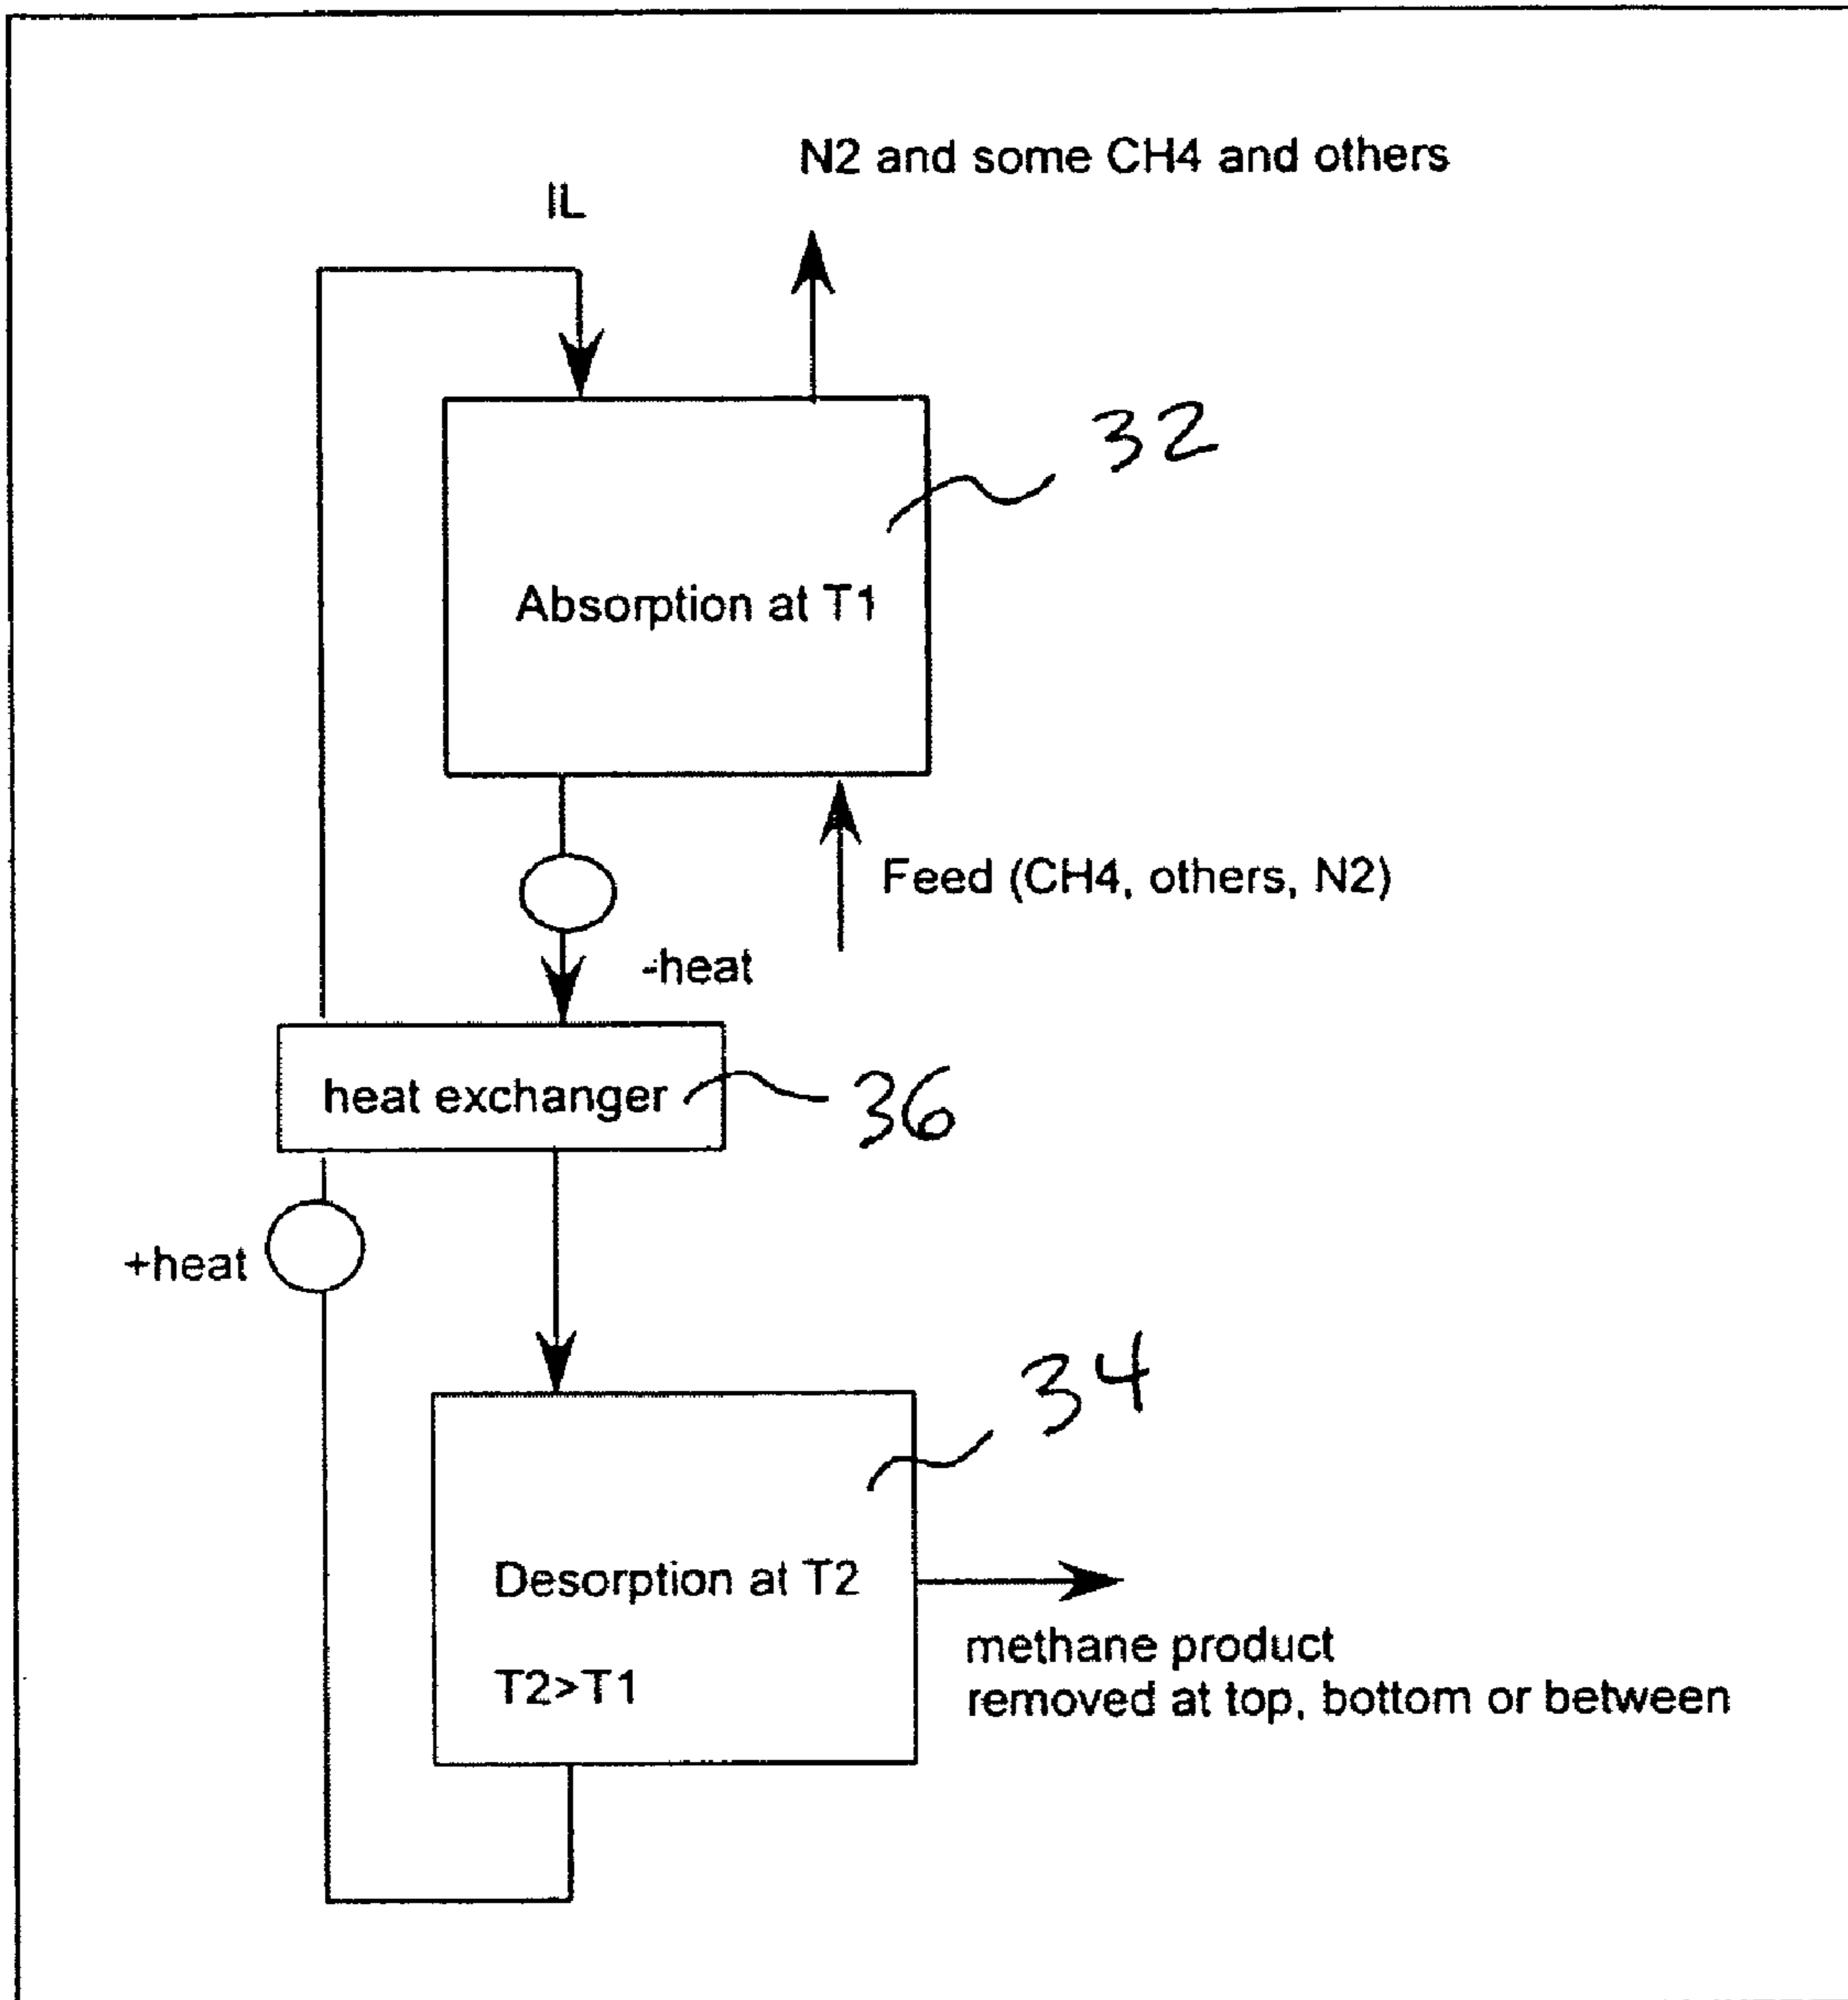 N2 and some CH4 and others
IL
32
Absorption at T1
Feed (CH4, others, N2)
-heat
heat exchanger
36
+heat
34
Desorption at T2
T2>T1
methane product
removed at top, bottom or between